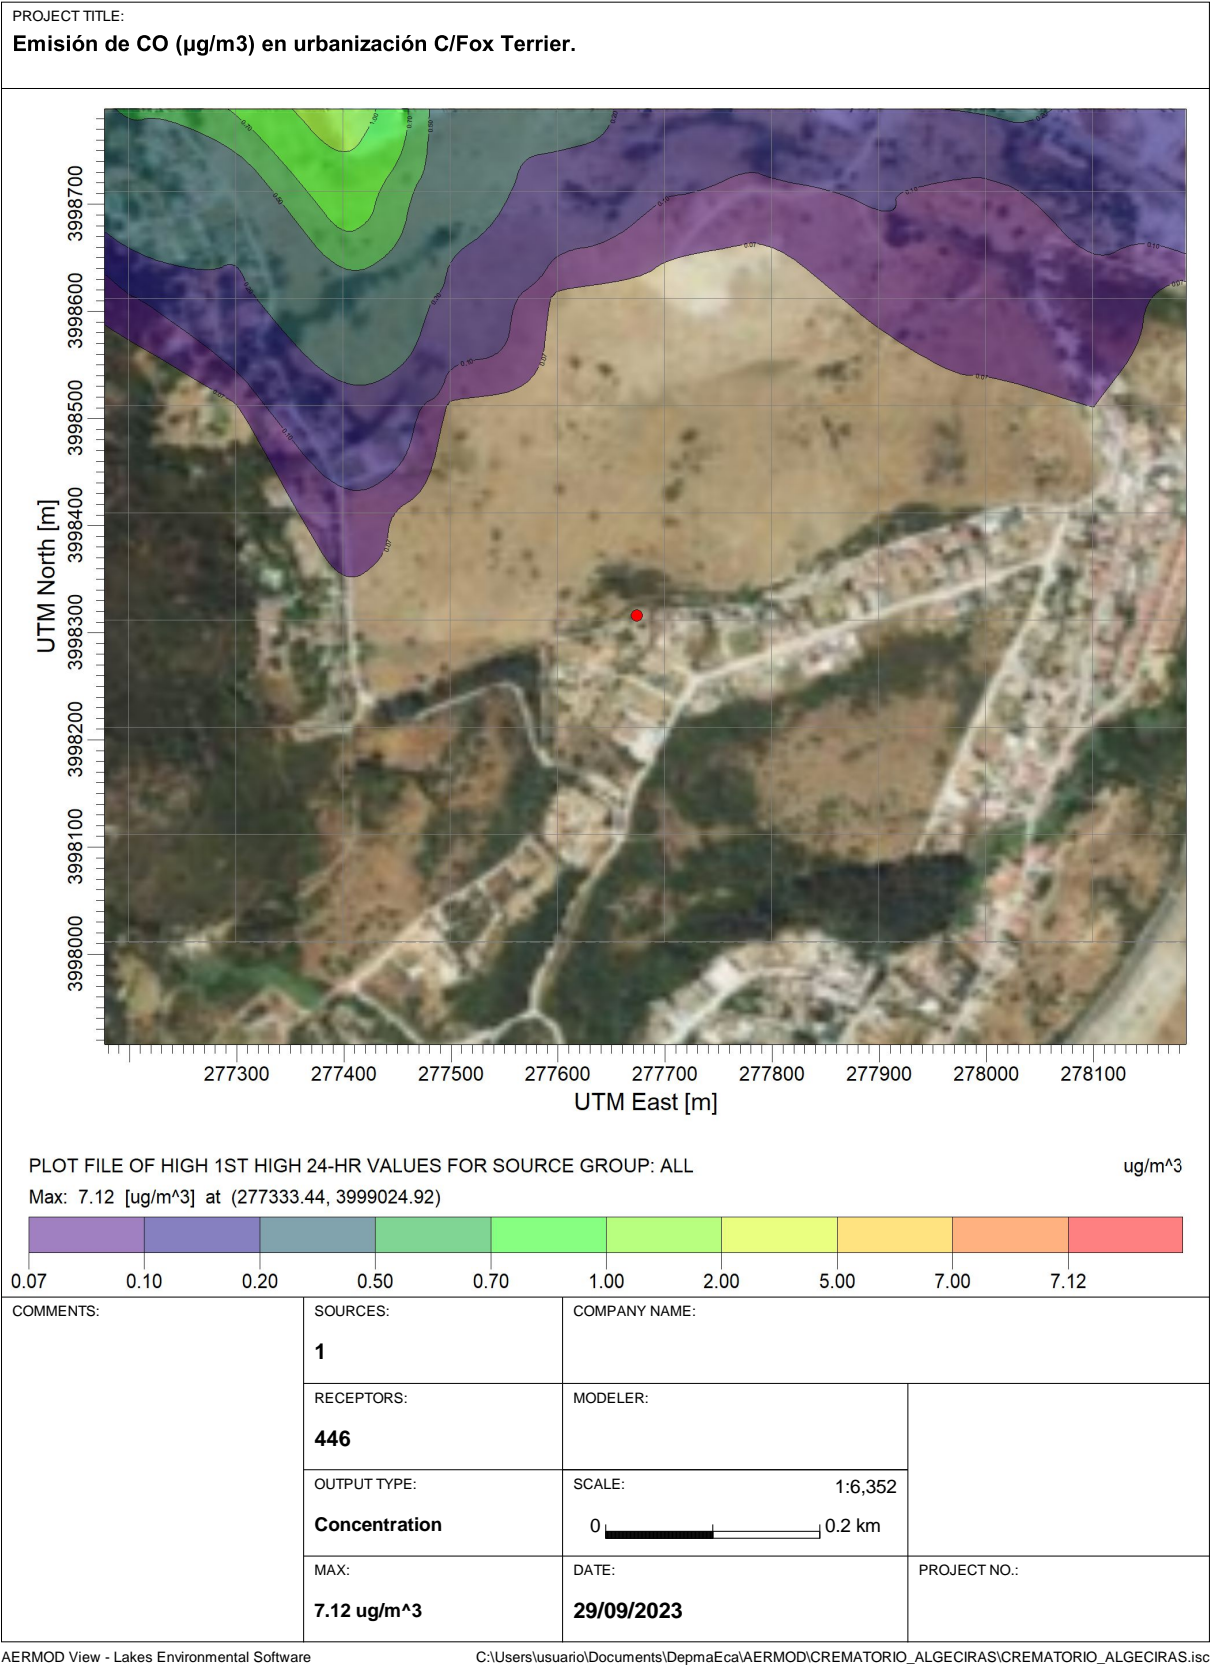 PROJECT TITLE:
Emisión de CO (µg/m3) en urbanización C/Fox Terrier.
UTM North [m]
3998700
3998600
3998500
3998400
3998300
3998200
3998100
3998000
277300 277400 277500 277600 277700 277800 277900 278000 278100
UTM East [m]
PLOT FILE OF HIGH 1ST HIGH 24-HR VALUES FOR SOURCE GROUP: ALL ug/m^3
Max: 7.12 [ug/m^3] at (277333.44, 3999024.92)
0.07 0.10 0.20 0.50 0.70 1.00 2.00 5.00 7.00 7.12
COMMENTS:
SOURCES:
1
COMPANY NAME:
RECEPTORS:
446
MODELER:
OUTPUT TYPE:
Concentration
SCALE: 1:6,352
0 0.2 km
MAX:
7.12 ug/m^3
DATE:
29/09/2023
PROJECT NO.:
AERMOD View - Lakes Environmental Software C:\Users\usuario\Documents\DepmaEca\AERMOD\CREMATORIO_ALGECIRAS\CREMATORIO_ALGECIRAS.isc